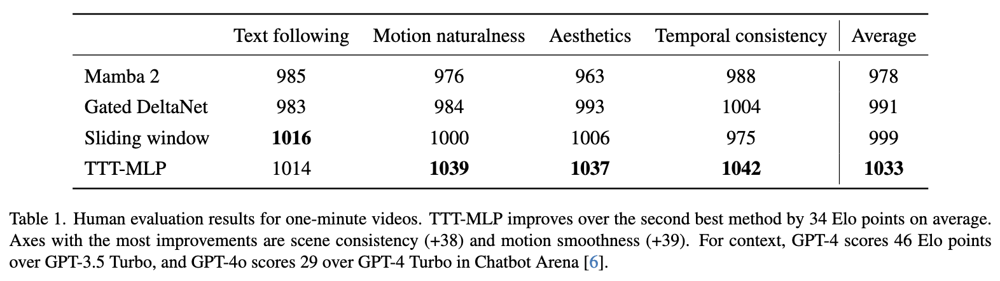 Text following Motion naturalness Aesthetics Temporal consistency Average
Mamba 2 985 976 963 988 978
Gated DeltaNet 983 984 993 1004 991
Sliding window 1016 1000 1006 975 999
TTT-MLP 1014 1039 1037 1042 1033
Table 1. Human evaluation results for one-minute videos. TTT-MLP improves over the second best method by 34 Elo points on average.
Axes with the most improvements are scene consistency (+38) and motion smoothness (+39). For context, GPT-4 scores 46 Elo points
over GPT-3.5 Turbo, and GPT-4o scores 29 over GPT-4 Turbo in Chatbot Arena [6].